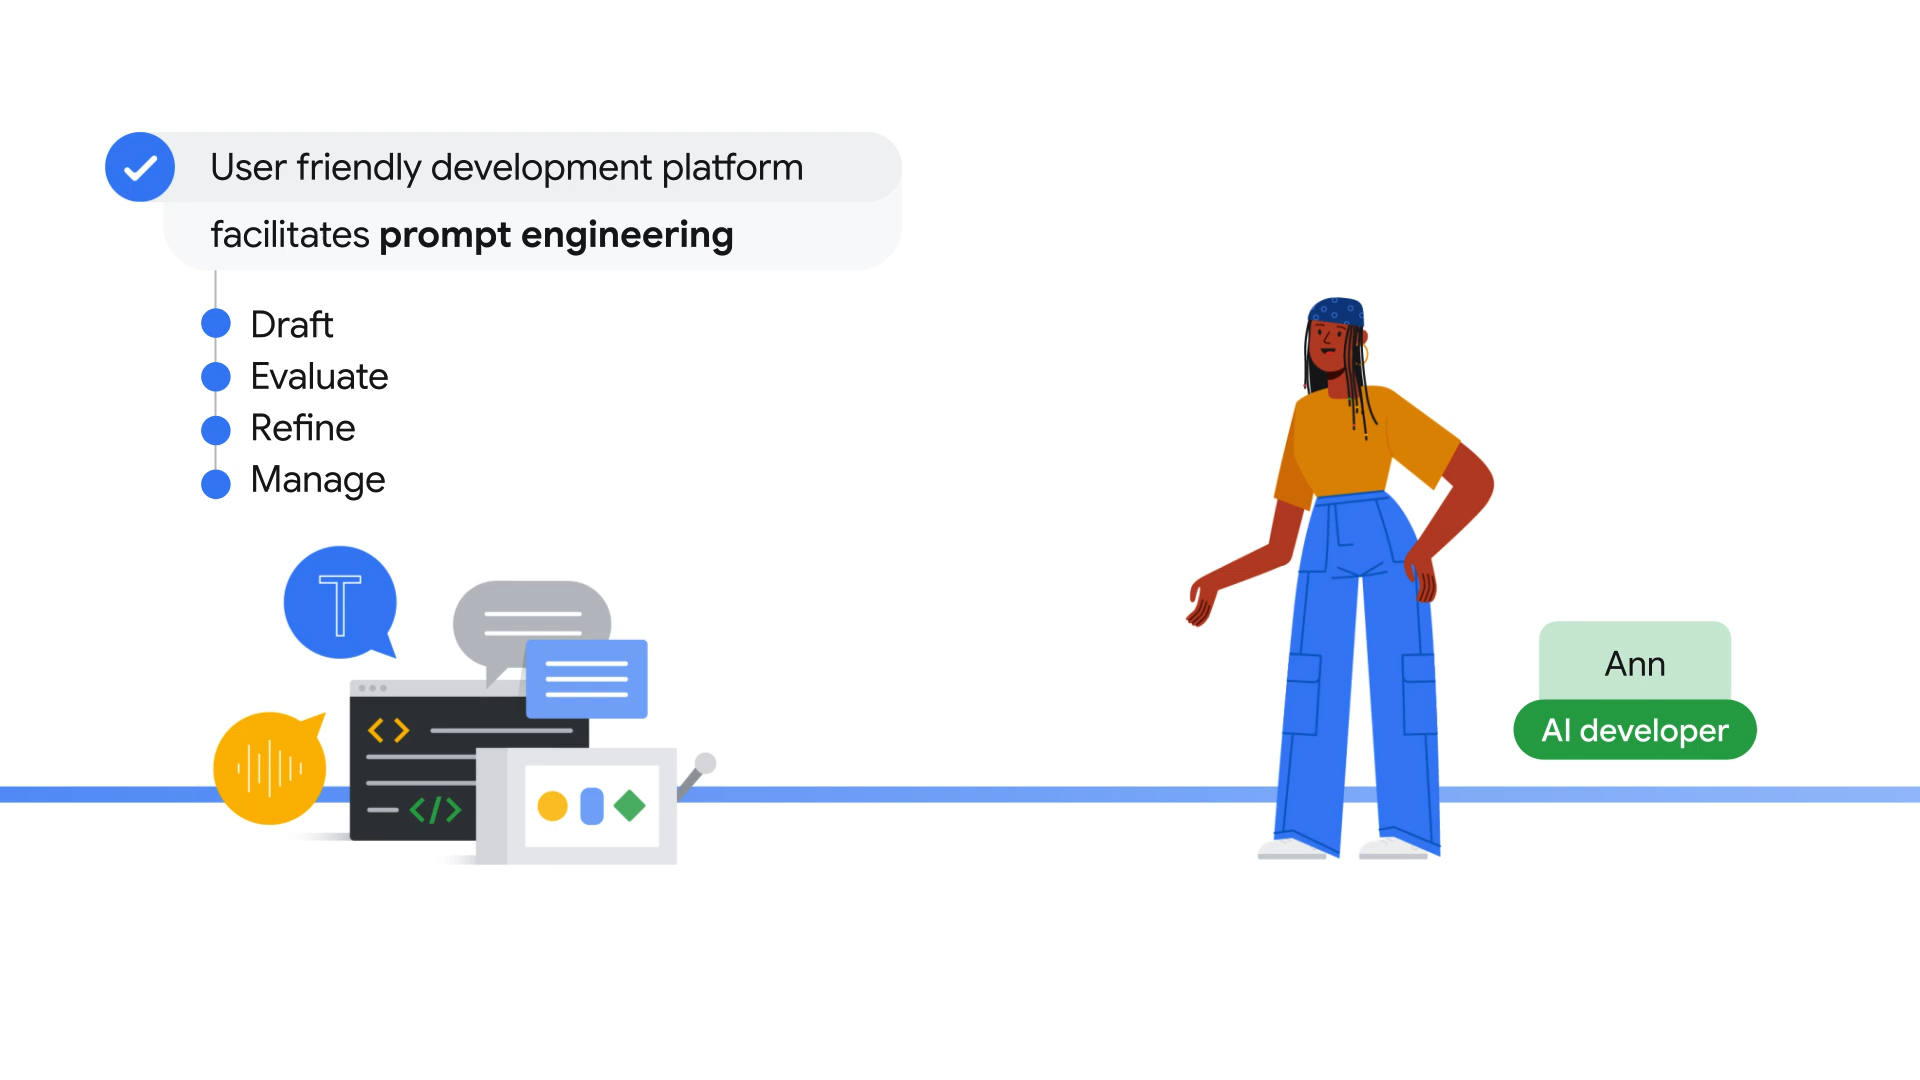 User friendly development platform
facilitates prompt engineering
Draft
Evaluate
Refine
Manage
T
< >
</>
Ann
AI developer